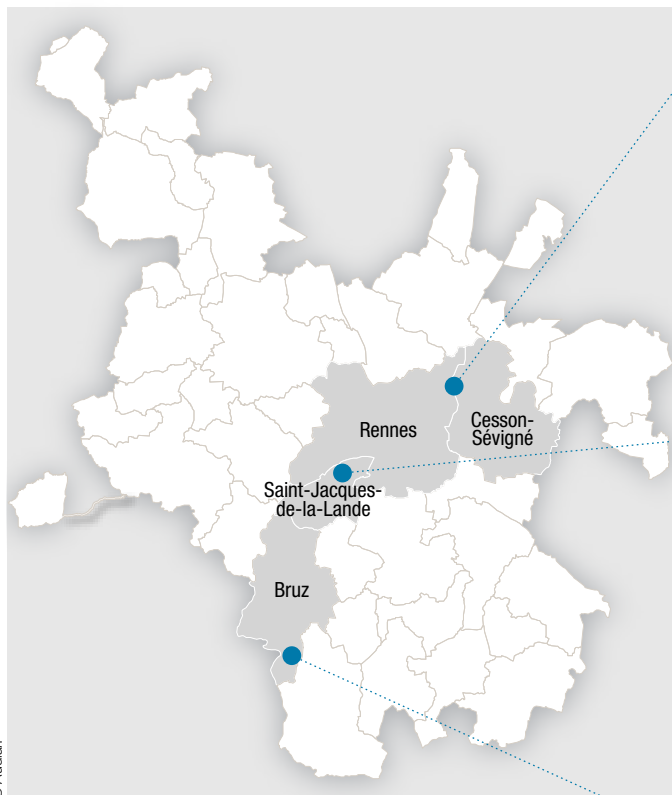 Rennes
Cesson-
Sévigné
Saint-Jacques-
de-la-Lande
Bruz